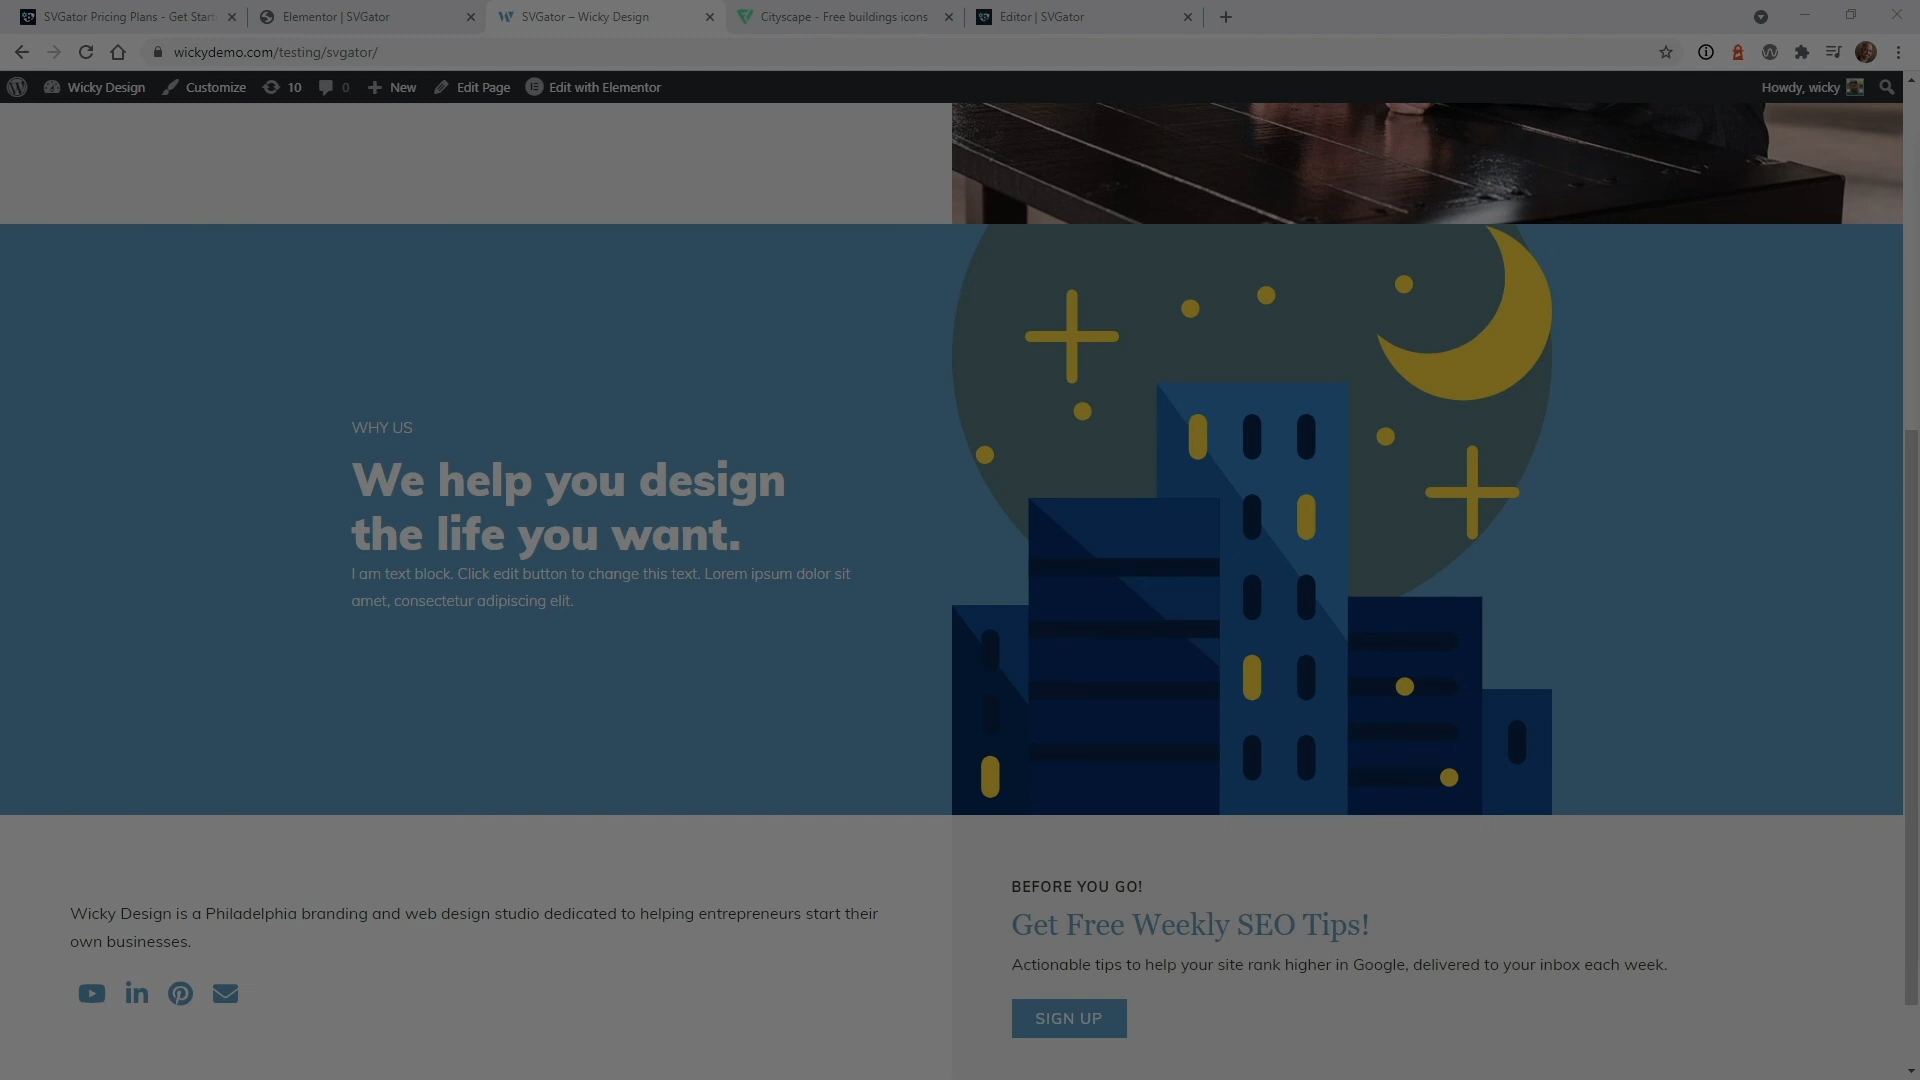 SVGator Pricing Plans - Get Start
Elementor | SVGator
SVGator – Wicky Design
Cityscape - Free buildings icons
Editor | SVGator
wickydemo.com/testing/svgator/
Wicky Design
Customize
10
0
New
Edit Page
Edit with Elementor
Howdy, wicky
WHY US
We help you design
the life you want.
I am text block. Click edit button to change this text. Lorem ipsum dolor sit
amet, consectetur adipiscing elit.
Wicky Design is a Philadelphia branding and web design studio dedicated to helping entrepreneurs start their
own businesses.
BEFORE YOU GO!
Get Free Weekly SEO Tips!
Actionable tips to help your site rank higher in Google, delivered to your inbox each week.
SIGN UP